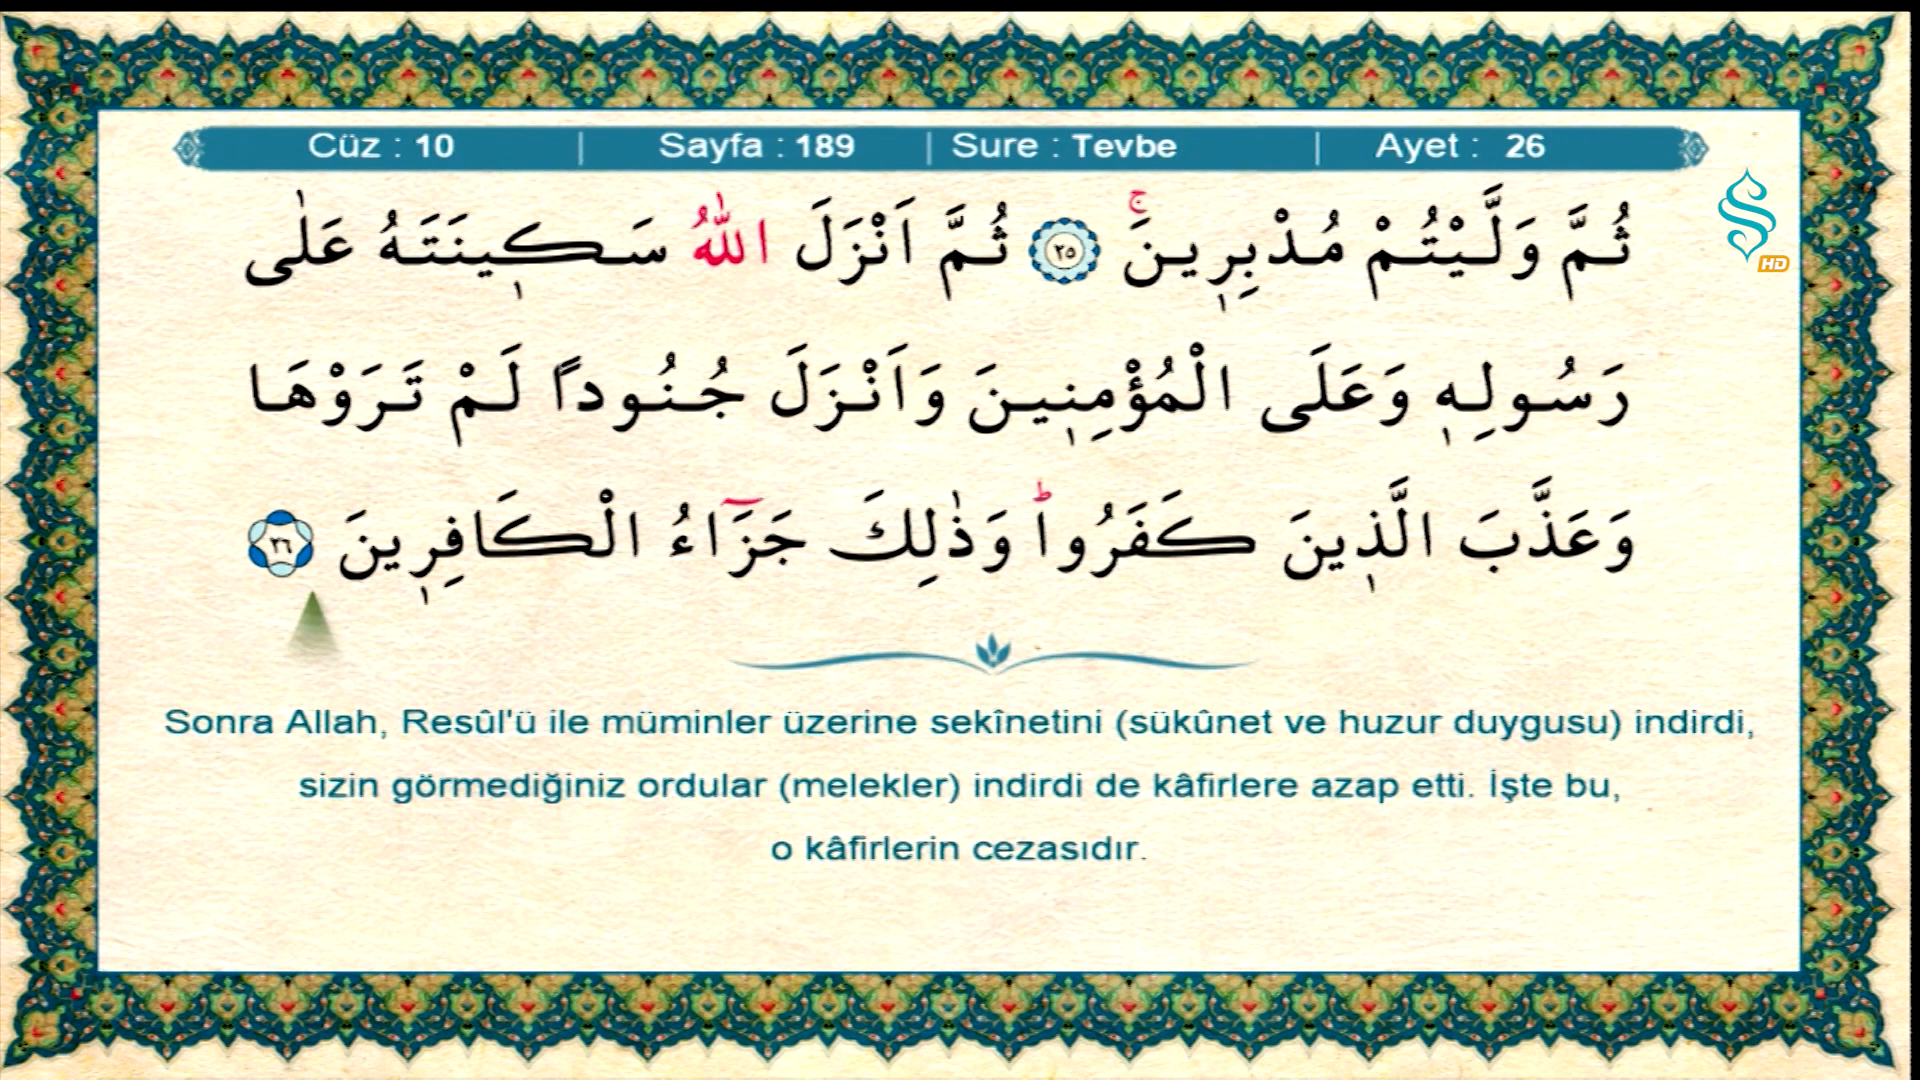 Cüz : 10 | Sayfa : 189 | Sure : Tevbe | Ayet : 26
ثُمَّ وَلَّيْتُمْ مُدْبِر۪ينَۚ ﴿٢٥﴾ ثُمَّ اَنْزَلَ اللّٰهُ سَك۪ينَتَهُ عَلٰى
رَسُولِه۪ وَعَلَى الْمُؤْمِن۪ينَ وَاَنْزَلَ جُنُوداً لَمْ تَرَوْهَا
وَعَذَّبَ الَّذ۪ينَ كَفَرُواۜ وَذٰلِكَ جَزَٓاءُ الْكَافِر۪ينَ ﴿٢٦﴾
Sonra Allah, Resûl'ü ile müminler üzerine sekînetini (sükûnet ve huzur duygusu) indirdi,
sizin görmediğiniz ordular (melekler) indirdi de kâfirlere azap etti. İşte bu,
o kâfirlerin cezasıdır.
HD